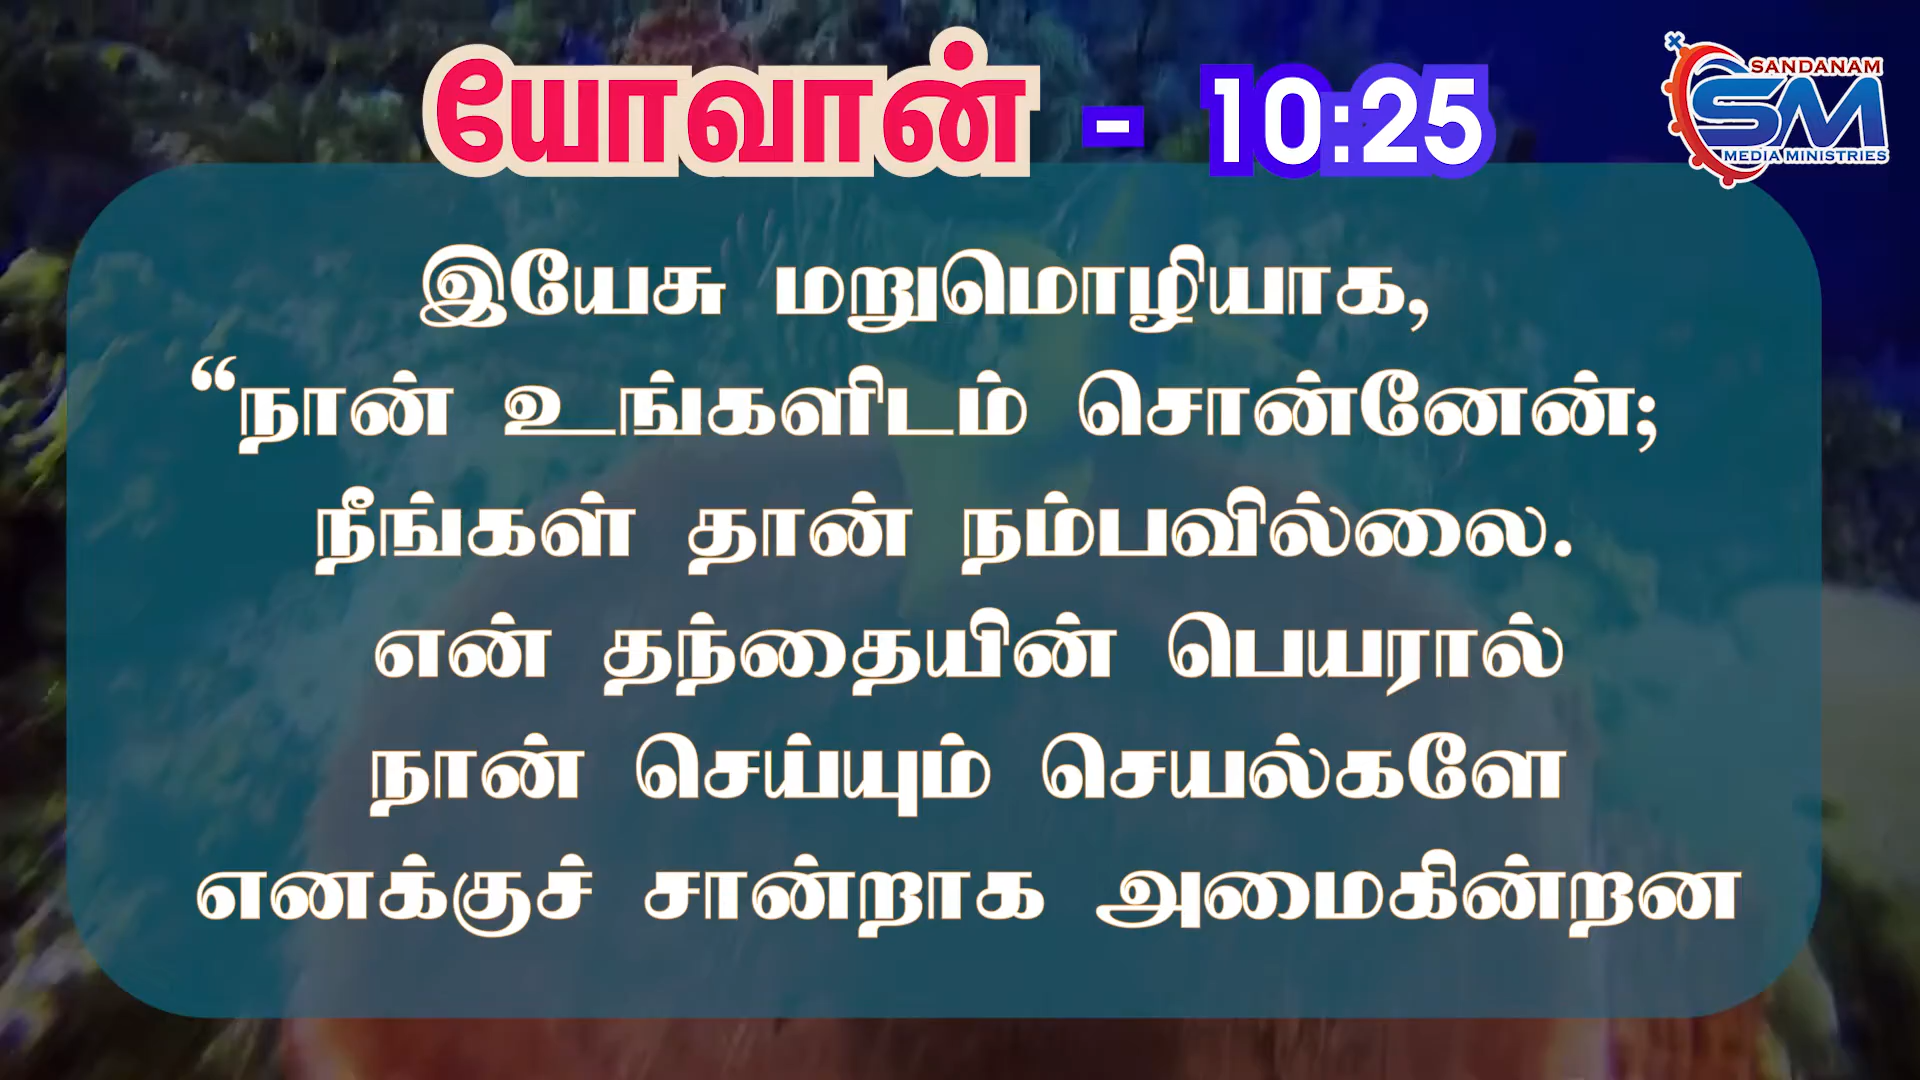 யோவான் - 10:25
SANDANAM
SM
MEDIA MINISTRIES
இயேசு மறுமொழியாக,
“நான் உங்களிடம் சொன்னேன்;
நீங்கள் தான் நம்பவில்லை.
என் தந்தையின் பெயரால்
நான் செய்யும் செயல்களே
எனக்குச் சான்றாக அமைகின்றன